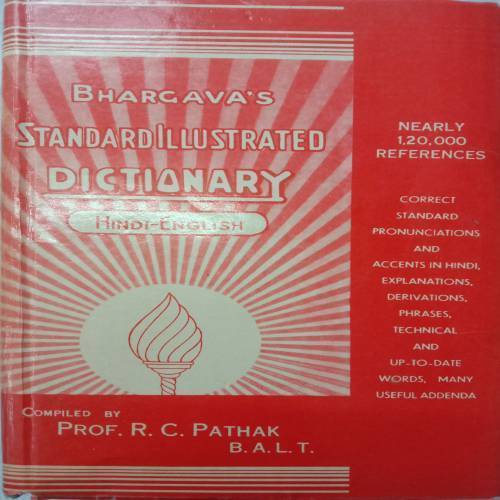 BHARGAVA'S
STANDARD ILLUSTRATED
DICTIONARY
HINDI-ENGLISH
COMPILED BY
PROF. R. C. PATHAK
B. A. L. T.
NEARLY
1,20,000
REFERENCES
CORRECT
STANDARD
PRONUNCIATIONS
AND
ACCENTS IN HINDI,
EXPLANATIONS,
DERIVATIONS,
PHRASES,
TECHNICAL
AND
UP-TO-DATE
WORDS, MANY
USEFUL ADDENDA